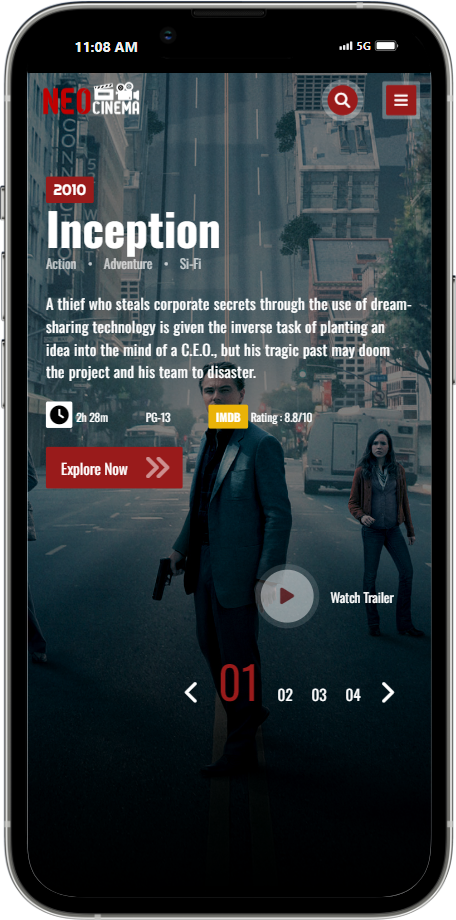 11:08 AM
5G
NEO
CINEMA
2010
Inception
Action • Adventure • Si-Fi
A thief who steals corporate secrets through the use of dream-
sharing technology is given the inverse task of planting an
idea into the mind of a C.E.O., but his tragic past may doom
the project and his team to disaster.
2h 28m PG-13 IMDB Rating : 8.8/10
Explore Now
Watch Trailer
01 02 03 04